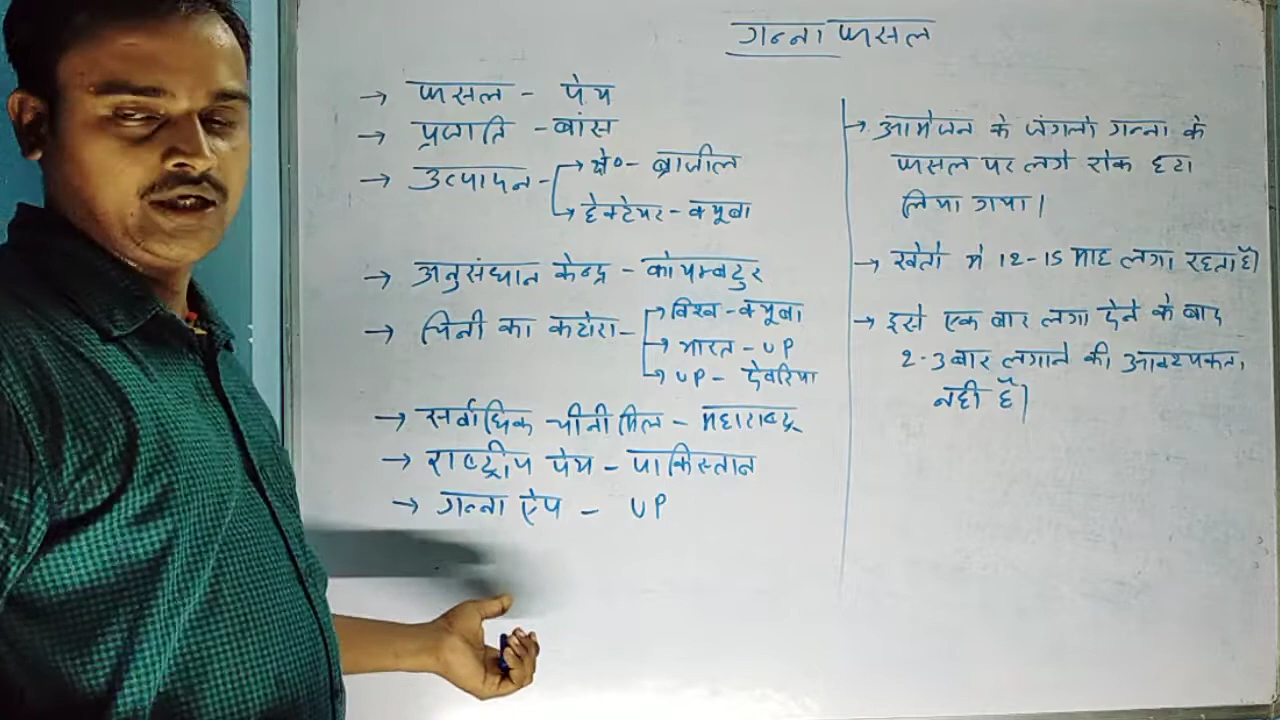 गन्ना फसल
→ फसल - पेय
→ प्रजाति - बांस
→ उत्पादन - → क्षे० - ब्राजील
→ हेक्टेयर - क्यूबा
→ अनुसंधान केन्द्र - कोयम्बटुर
→ चिनी का कटोरा - → विश्व - क्यूबा
→ भारत - UP
→ UP - देवरिया
→ सर्वाधिक चीनी मिल - महाराष्ट्र
→ राष्ट्रीय पेय - पाकिस्तान
→ गन्ना ऐप - UP
→ आमेजन के जंगलो गन्ना के
फसल पर लगे रोक हटा
लिया गया।
→ खेतो मे 12-15 माह लगा रहता है।
→ इसे एक बार लगा देने के बाद
2-3 बार लगाने की आवश्यकता
नही है।